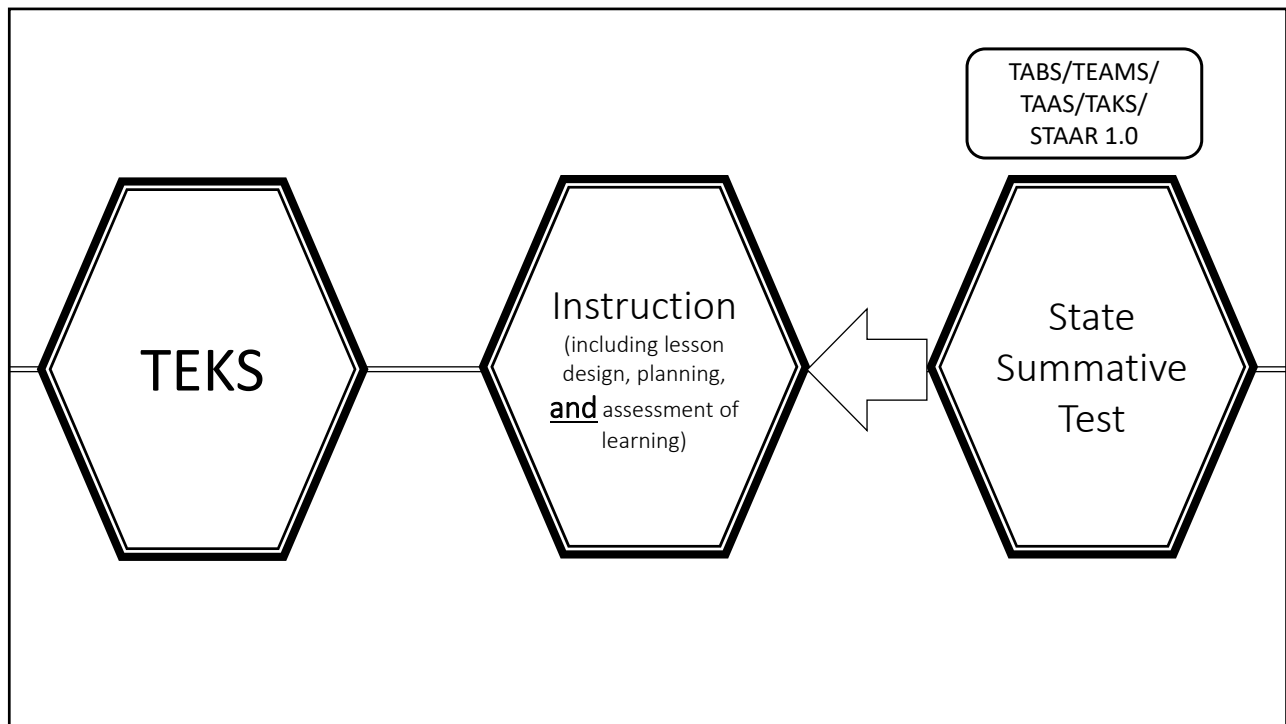 TABS/TEAMS/
TAAS/TAKS/
STAAR 1.0
TEKS
Instruction
(including lesson
design, planning,
and assessment of
learning)
State
Summative
Test